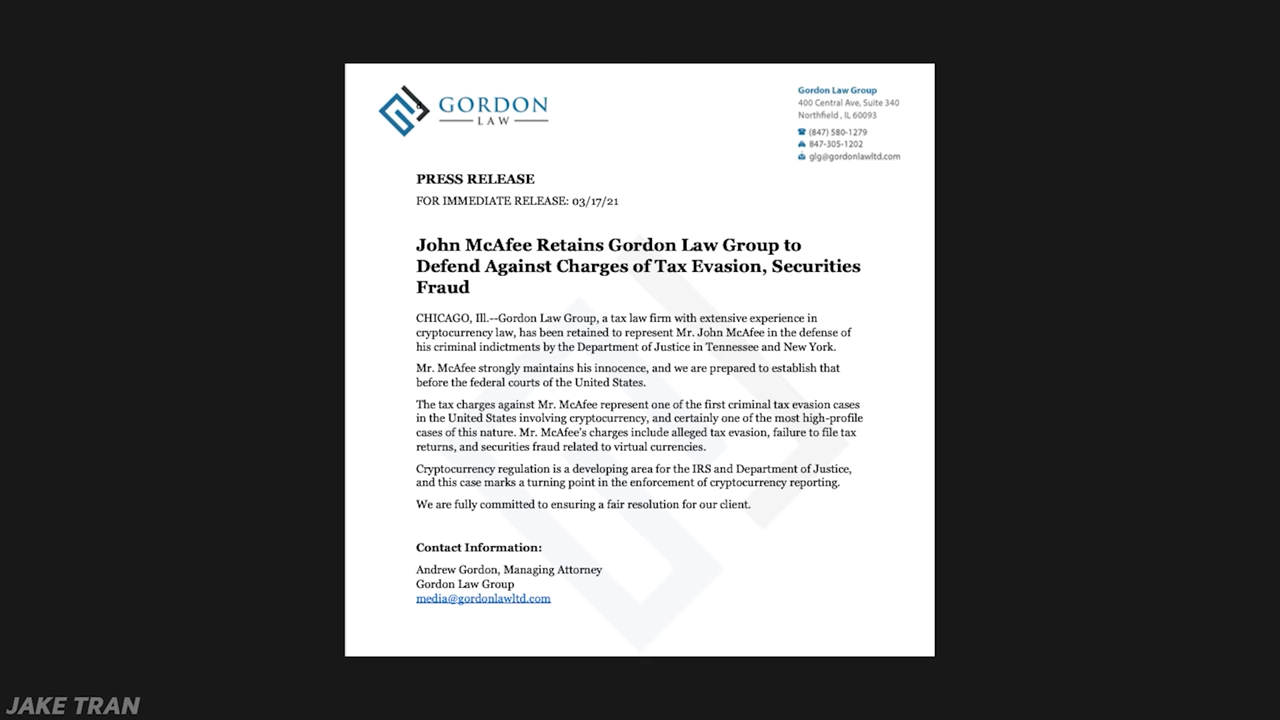 GORDON
LAW
Gordon Law Group
400 Central Ave, Suite 340
Northfield , IL 60093
(847) 580-1279
847-305-1202
glg@gordonlawltd.com
PRESS RELEASE
FOR IMMEDIATE RELEASE: 03/17/21
John McAfee Retains Gordon Law Group to
Defend Against Charges of Tax Evasion, Securities
Fraud
CHICAGO, Ill.--Gordon Law Group, a tax law firm with extensive experience in
cryptocurrency law, has been retained to represent Mr. John McAfee in the defense of
his criminal indictments by the Department of Justice in Tennessee and New York.
Mr. McAfee strongly maintains his innocence, and we are prepared to establish that
before the federal courts of the United States.
The tax charges against Mr. McAfee represent one of the first criminal tax evasion cases
in the United States involving cryptocurrency, and certainly one of the most high-profile
cases of this nature. Mr. McAfee's charges include alleged tax evasion, failure to file tax
returns, and securities fraud related to virtual currencies.
Cryptocurrency regulation is a developing area for the IRS and Department of Justice,
and this case marks a turning point in the enforcement of cryptocurrency reporting.
We are fully committed to ensuring a fair resolution for our client.
Contact Information:
Andrew Gordon, Managing Attorney
Gordon Law Group
media@gordonlawltd.com
JAKE TRAN